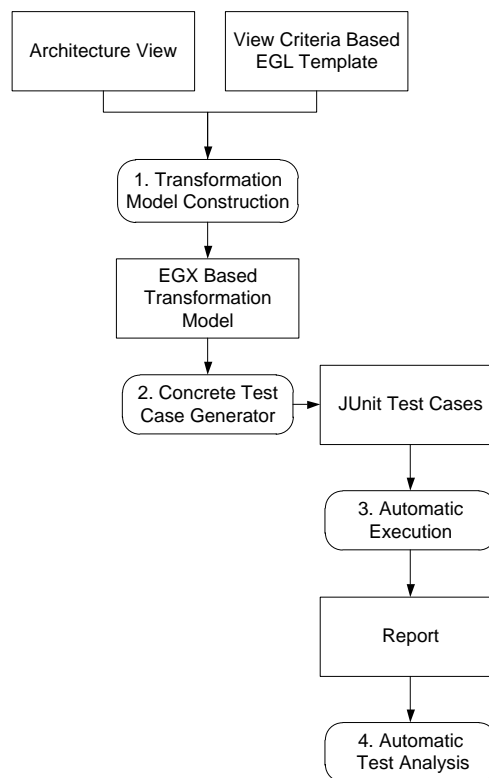 Architecture View
View Criteria Based
EGL Template
1. Transformation
Model Construction
EGX Based
Transformation
Model
2. Concrete Test
Case Generator
JUnit Test Cases
3. Automatic
Execution
Report
4. Automatic
Test Analysis